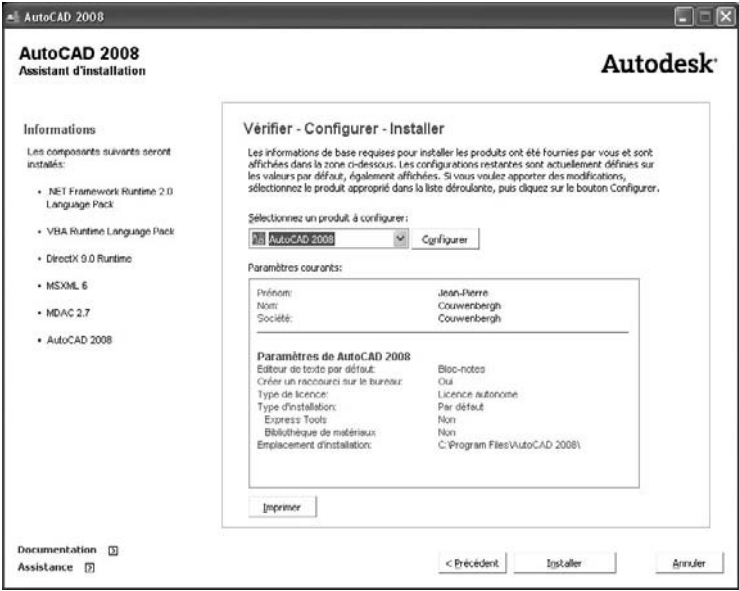 AutoCAD 2008
AutoCAD 2008
Assistant d'installation
Autodesk
Informations
Les composants suivants seront
installés:
• .NET Framework Runtime 2.0
Language Pack
• VBA Runtime Language Pack
• DirectX 9.0 Runtime
• MSXML 6
• MDAC 2.7
• AutoCAD 2008
Vérifier - Configurer - Installer
Les informations de base requises pour installer les produits ont été fournies par vous et sont
affichées dans la zone ci-dessous. Les configurations restantes sont actuellement définies sur
les valeurs par défaut, également affichées. Si vous voulez apporter des modifications,
sélectionnez le produit approprié dans la liste déroulante, puis cliquez sur le bouton Configurer.
Sélectionnez un produit à configurer:
AutoCAD 2008
Configurer
Paramètres courants:
Prénom: Jean-Pierre
Nom: Couwenbergh
Société: Couwenbergh
Paramètres de AutoCAD 2008
Editeur de texte par défaut: Bloc-notes
Créer un raccourci sur le bureau: Oui
Type de licence: Licence autonome
Type d'installation: Par défaut
Express Tools Non
Bibliothèque de matériaux Non
Emplacement d'installation: C:\Program Files\AutoCAD 2008\
Imprimer
Documentation
Assistance
< Précédent
Installer
Annuler